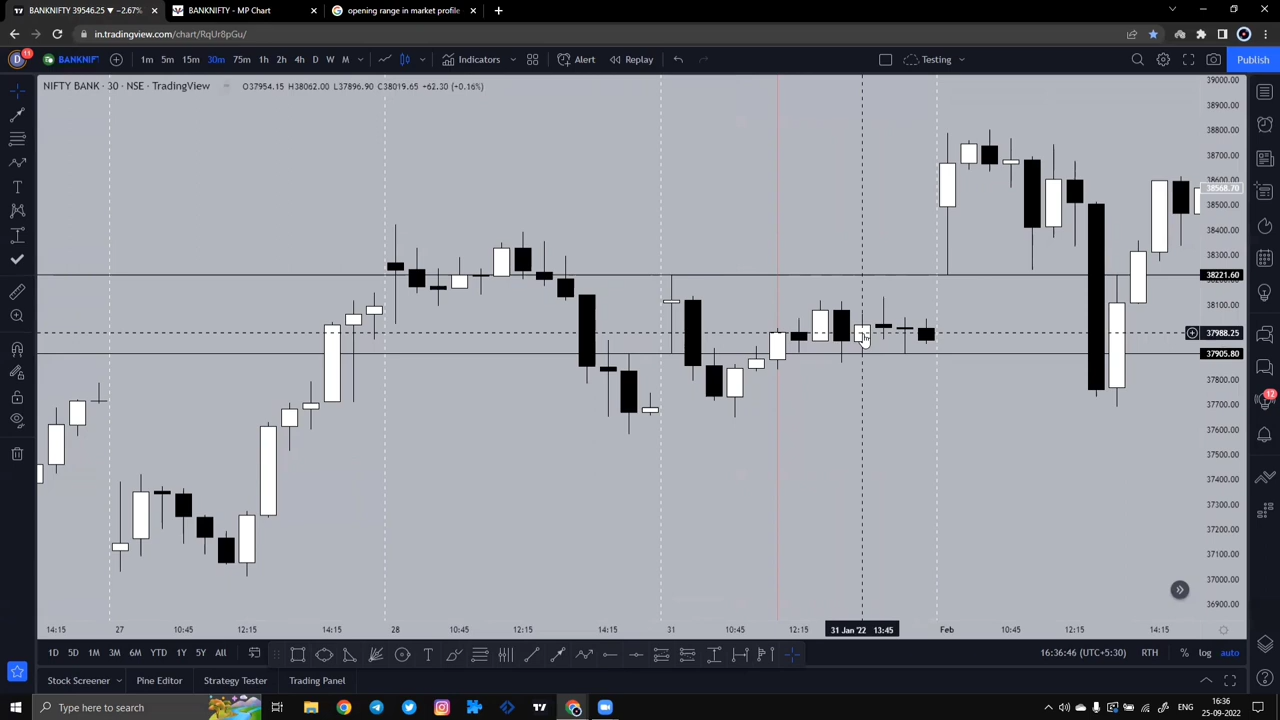 BANKNIFTY 39546.25 ▼ −2.67%
BANKNIFTY - MP Chart
opening range in market profile
in.tradingview.com/chart/RqUr8pGu/
D 11
BANKNIFT
1m 5m 15m 30m 75m 1h 2h 4h D W M
Indicators
Alert
Replay
Testing
Publish
NIFTY BANK · 30 · NSE · TradingView
O37954.15 H38062.00 L37896.90 C38019.65 +62.30 (+0.16%)
39000.00
38900.00
38800.00
38700.00
38600.00
38568.70
38500.00
38400.00
38300.00
38221.60
38100.00
37988.25
37905.80
37800.00
37700.00
37600.00
37500.00
37400.00
37300.00
37200.00
37100.00
37000.00
36900.00
12
14:15 27 10:45 12:15 14:15 28 10:45 12:15 14:15 31 10:45 12:15 31 Jan '22 13:45 Feb 10:45 12:15 14:15
1D 5D 1M 3M 6M YTD 1Y 5Y All
16:36:46 (UTC+5:30) RTH % log auto
Stock Screener Pine Editor Strategy Tester Trading Panel
Type here to search
ENG
16:36
25-09-2022